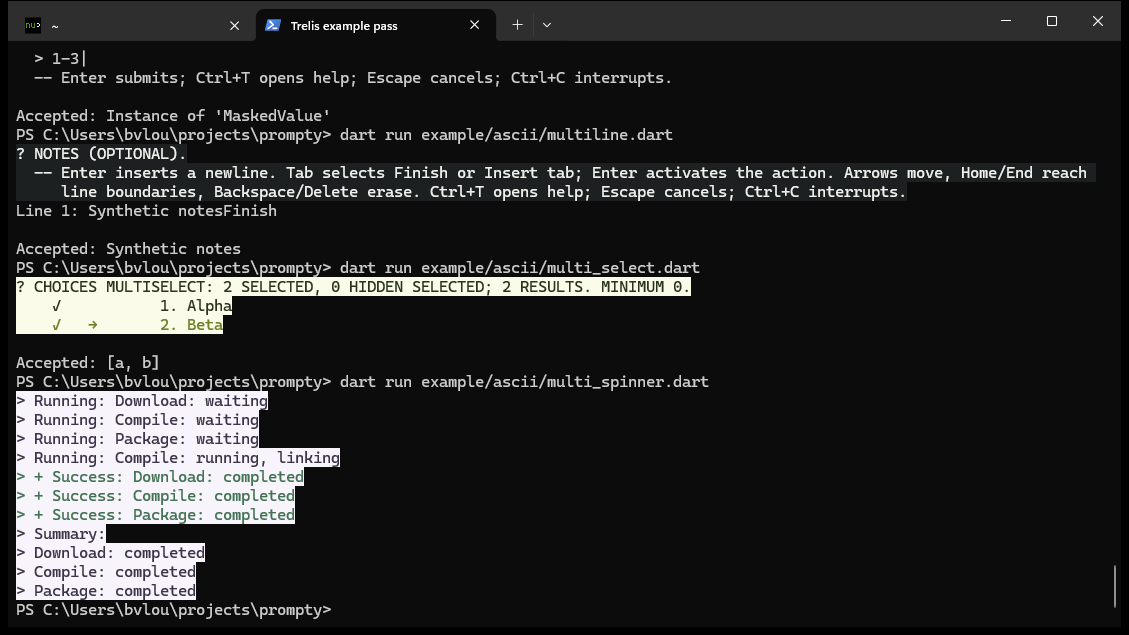 nu> ~
Trelis example pass
> 1-3
-- Enter submits; Ctrl+T opens help; Escape cancels; Ctrl+C interrupts.
Accepted: Instance of 'MaskedValue'
PS C:\Users\bvlou\projects\prompty> dart run example/ascii/multiline.dart
? NOTES (OPTIONAL).
-- Enter inserts a newline. Tab selects Finish or Insert tab; Enter activates the action. Arrows move, Home/End reach
line boundaries, Backspace/Delete erase. Ctrl+T opens help; Escape cancels; Ctrl+C interrupts.
Line 1: Synthetic notesFinish
Accepted: Synthetic notes
PS C:\Users\bvlou\projects\prompty> dart run example/ascii/multi_select.dart
? CHOICES MULTISELECT: 2 SELECTED, 0 HIDDEN SELECTED; 2 RESULTS. MINIMUM 0.
√ 1. Alpha
√ → 2. Beta
Accepted: [a, b]
PS C:\Users\bvlou\projects\prompty> dart run example/ascii/multi_spinner.dart
> Running: Download: waiting
> Running: Compile: waiting
> Running: Package: waiting
> Running: Compile: running, linking
> + Success: Download: completed
> + Success: Compile: completed
> + Success: Package: completed
> Summary:
> Download: completed
> Compile: completed
> Package: completed
PS C:\Users\bvlou\projects\prompty>